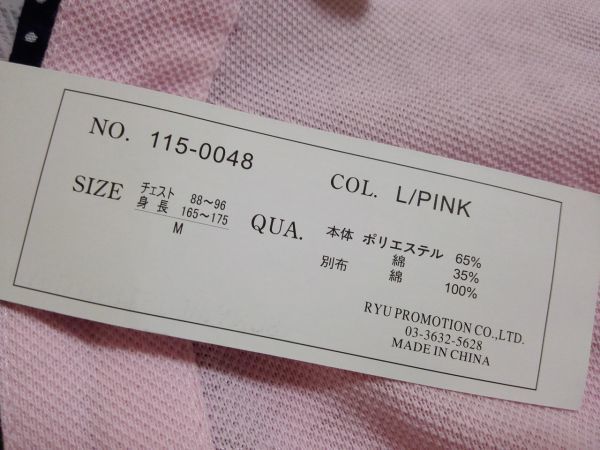 NO. 115-0048
COL. L/PINK
SIZE
チェスト 88～96
身長 165～175
M
QUA.
本体 ポリエステル 65%
綿 35%
別布 綿 100%
RYU PROMOTION CO.,LTD.
03-3632-5628
MADE IN CHINA